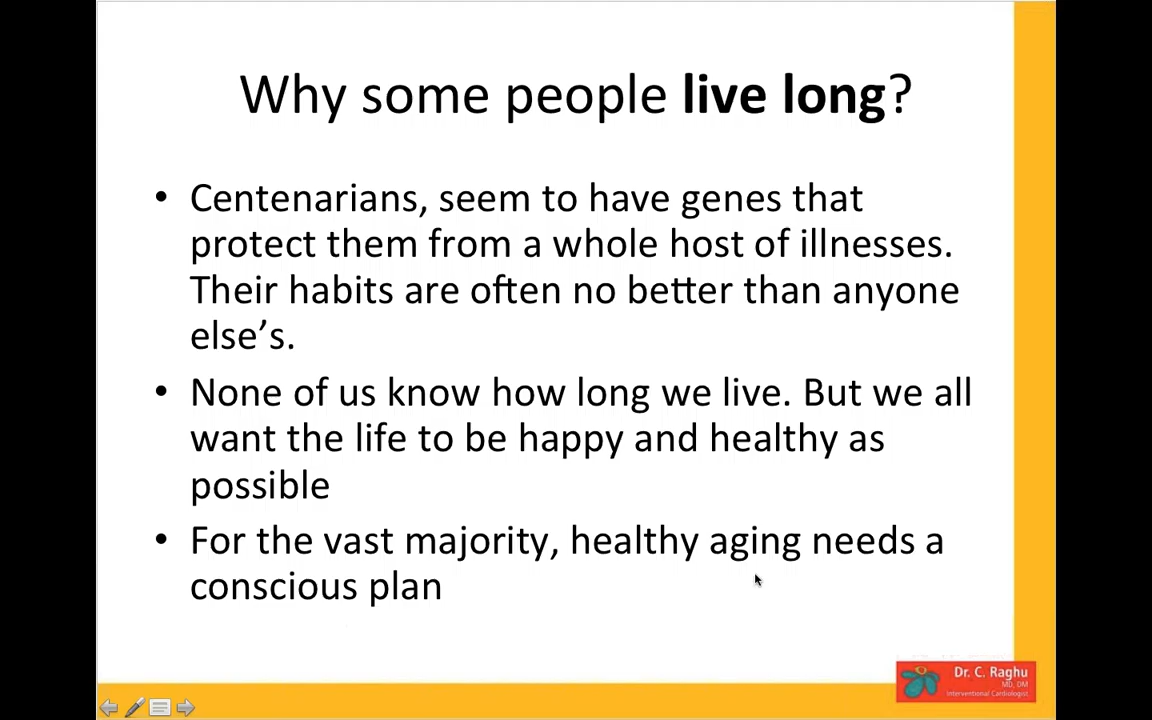 Why some people live long?
• Centenarians, seem to have genes that
protect them from a whole host of illnesses.
Their habits are often no better than anyone
else’s.
• None of us know how long we live. But we all
want the life to be happy and healthy as
possible
• For the vast majority, healthy aging needs a
conscious plan
Dr. C. Raghu
MD, DM
Interventional Cardiologist